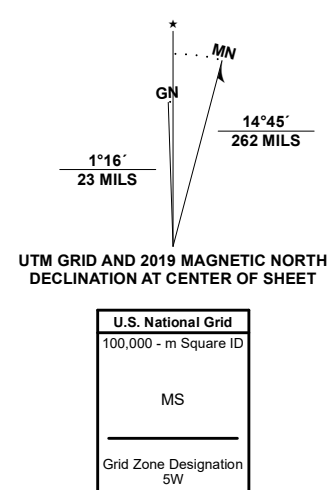 ★
MN
GN
14°45´
262 MILS
1°16´
23 MILS
UTM GRID AND 2019 MAGNETIC NORTH
DECLINATION AT CENTER OF SHEET
U.S. National Grid
100,000 - m Square ID
MS
Grid Zone Designation
5W